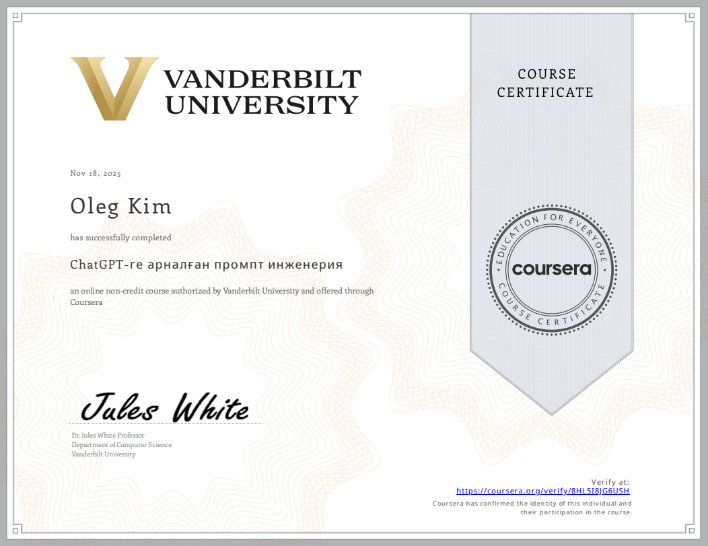 VANDERBILT
UNIVERSITY
COURSE
CERTIFICATE
Nov 18, 2025
Oleg Kim
has successfully completed
ChatGPT-ге арналған промпт инженерия
an online non-credit course authorized by Vanderbilt University and offered through
Coursera
EDUCATION FOR EVERYONE
coursera
COURSE CERTIFICATE
Jules White
Dr. Jules White Professor
Department of Computer Science
Vanderbilt University
Verify at:
https://coursera.org/verify/8HL5I8JG6USH
Coursera has confirmed the identity of this individual and
their participation in the course.